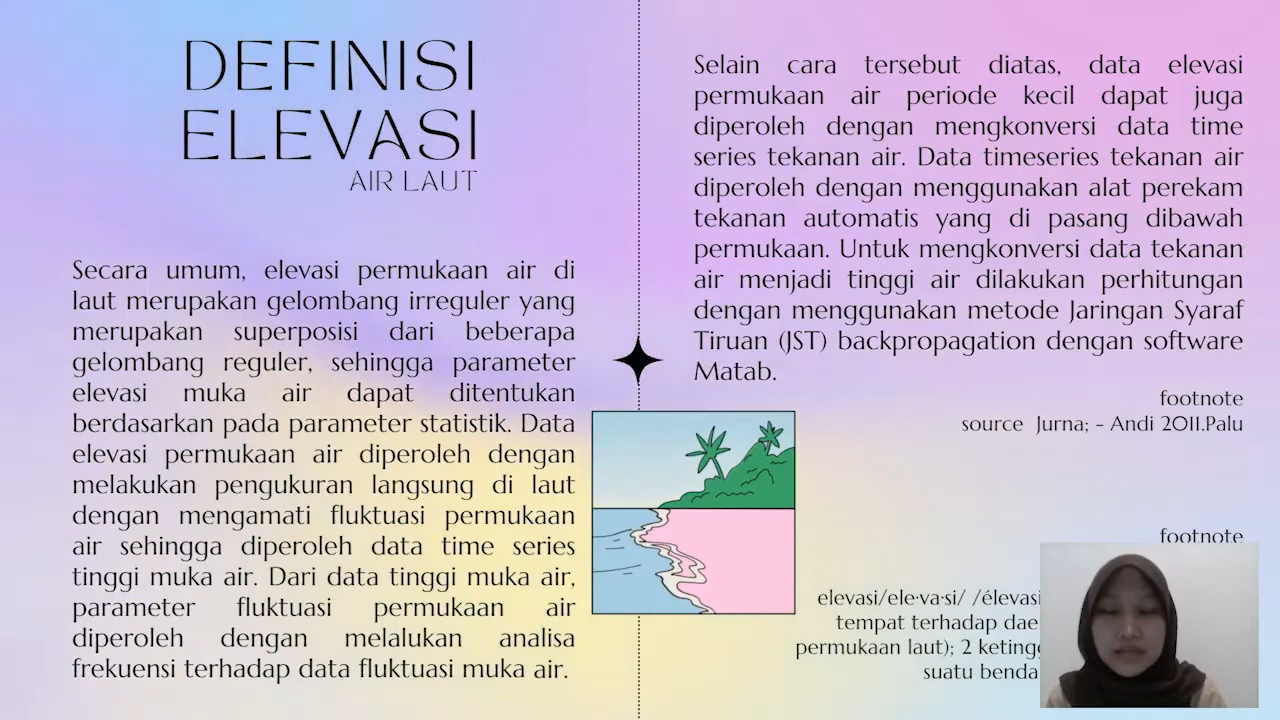 DEFINISI
ELEVASI
AIR LAUT
Secara umum, elevasi permukaan air di
laut merupakan gelombang irreguler yang
merupakan superposisi dari beberapa
gelombang reguler, sehingga parameter
elevasi muka air dapat ditentukan
berdasarkan pada parameter statistik. Data
elevasi permukaan air diperoleh dengan
melakukan pengukuran langsung di laut
dengan mengamati fluktuasi permukaan
air sehingga diperoleh data time series
tinggi muka air. Dari data tinggi muka air,
parameter fluktuasi permukaan air
diperoleh dengan melalukan analisa
frekuensi terhadap data fluktuasi muka air.
Selain cara tersebut diatas, data elevasi
permukaan air periode kecil dapat juga
diperoleh dengan mengkonversi data time
series tekanan air. Data timeseries tekanan air
diperoleh dengan menggunakan alat perekam
tekanan automatis yang di pasang dibawah
permukaan. Untuk mengkonversi data tekanan
air menjadi tinggi air dilakukan perhitungan
dengan menggunakan metode Jaringan Syaraf
Tiruan (JST) backpropagation dengan software
Matab.
footnote
source Jurna; - Andi 2011.Palu
footnote
elevasi/ele·va·si/ /élevasi
tempat terhadap dae
permukaan laut); 2 ketingg
suatu benda